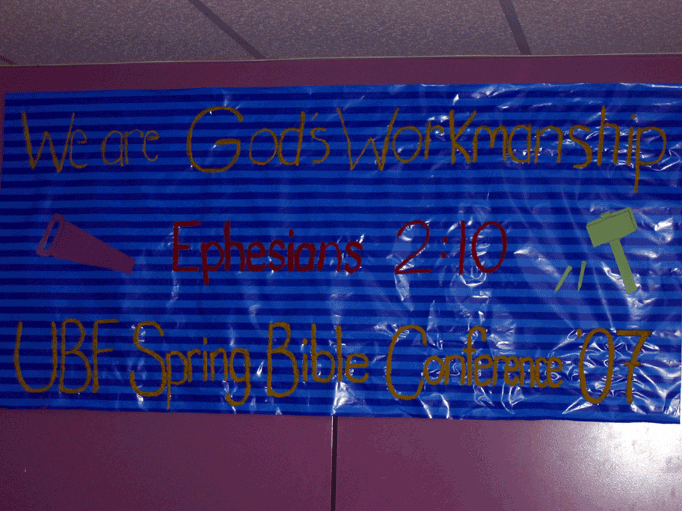 We are God's Workmanship
Ephesians 2:10
UBF Spring Bible Conference '07